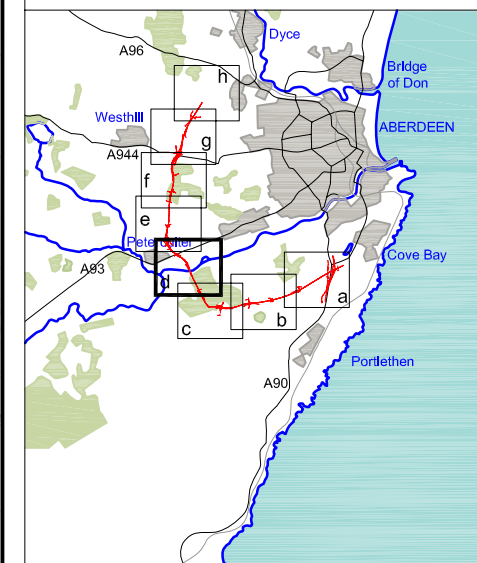 Dyce
A96
Bridge
of Don
h
Westhill
ABERDEEN
g
A944
f
e
Peterculter
A93
Cove Bay
d
a
b
c
Portlethen
A90